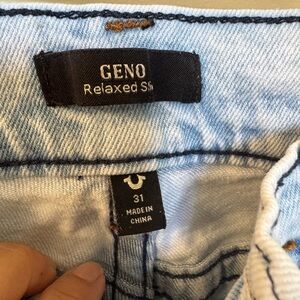 GENO
Relaxed Sli
31
MADE IN
CHINA